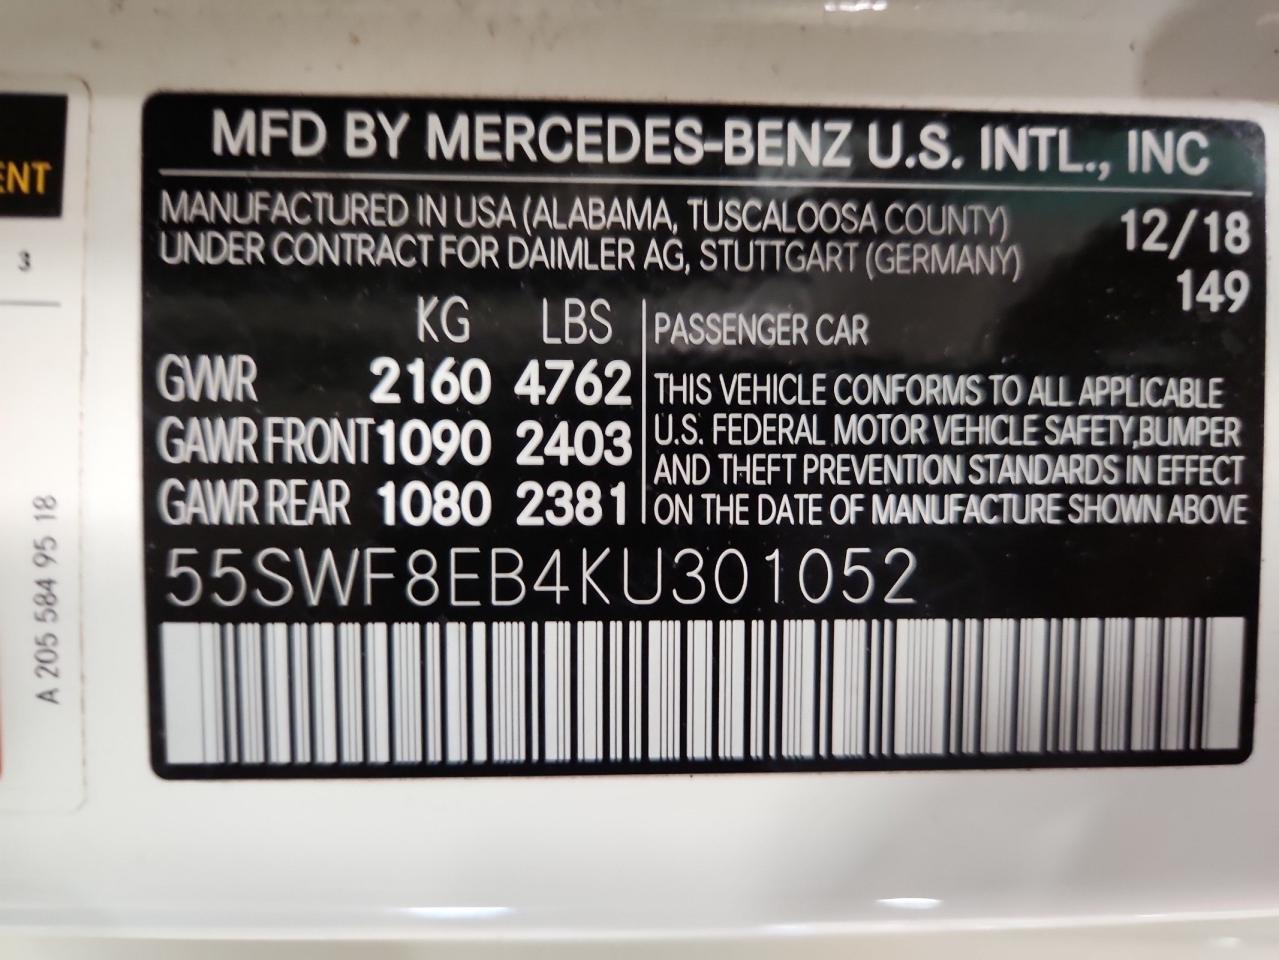 MFD BY MERCEDES-BENZ U.S. INTL., INC
MANUFACTURED IN USA (ALABAMA, TUSCALOOSA COUNTY)
UNDER CONTRACT FOR DAIMLER AG, STUTTGART (GERMANY)
12/18
149
KG LBS
GVWR 2160 4762
GAWR FRONT 1090 2403
GAWR REAR 1080 2381
PASSENGER CAR
THIS VEHICLE CONFORMS TO ALL APPLICABLE
U.S. FEDERAL MOTOR VEHICLE SAFETY,BUMPER
AND THEFT PREVENTION STANDARDS IN EFFECT
ON THE DATE OF MANUFACTURE SHOWN ABOVE
55SWF8EB4KU301052
ENT
3
A 205 584 95 18